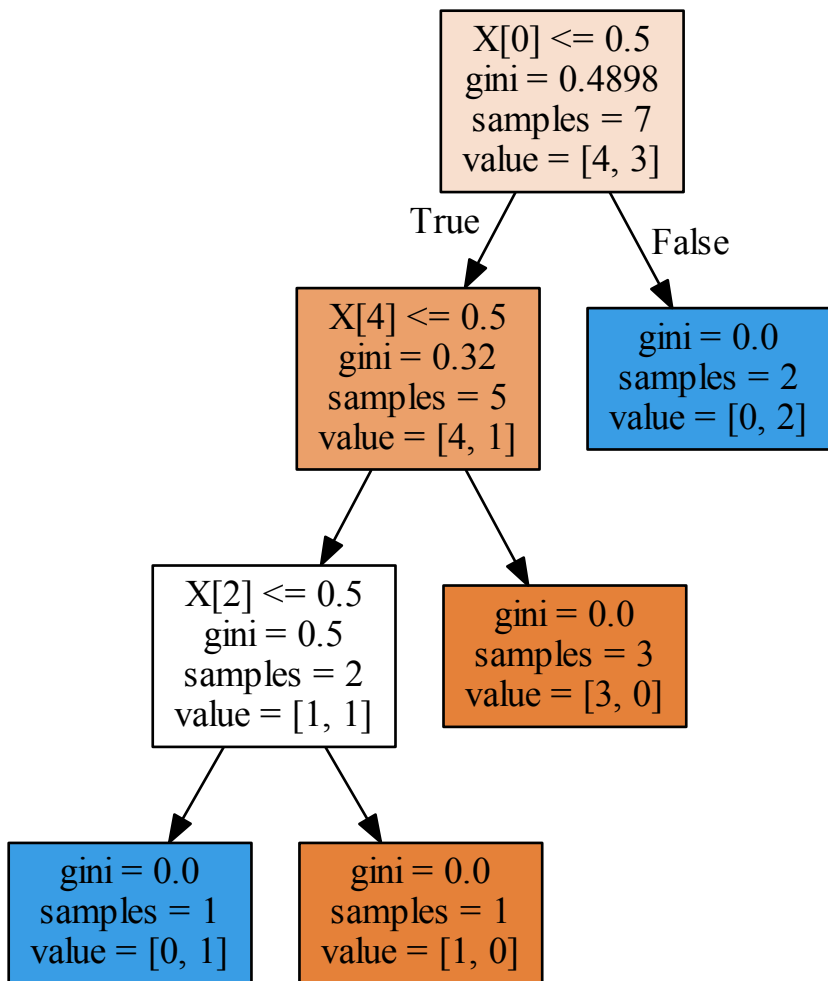 X[0] <= 0.5
gini = 0.4898
samples = 7
value = [4, 3]
True
False
X[4] <= 0.5
gini = 0.32
samples = 5
value = [4, 1]
gini = 0.0
samples = 2
value = [0, 2]
X[2] <= 0.5
gini = 0.5
samples = 2
value = [1, 1]
gini = 0.0
samples = 3
value = [3, 0]
gini = 0.0
samples = 1
value = [0, 1]
gini = 0.0
samples = 1
value = [1, 0]